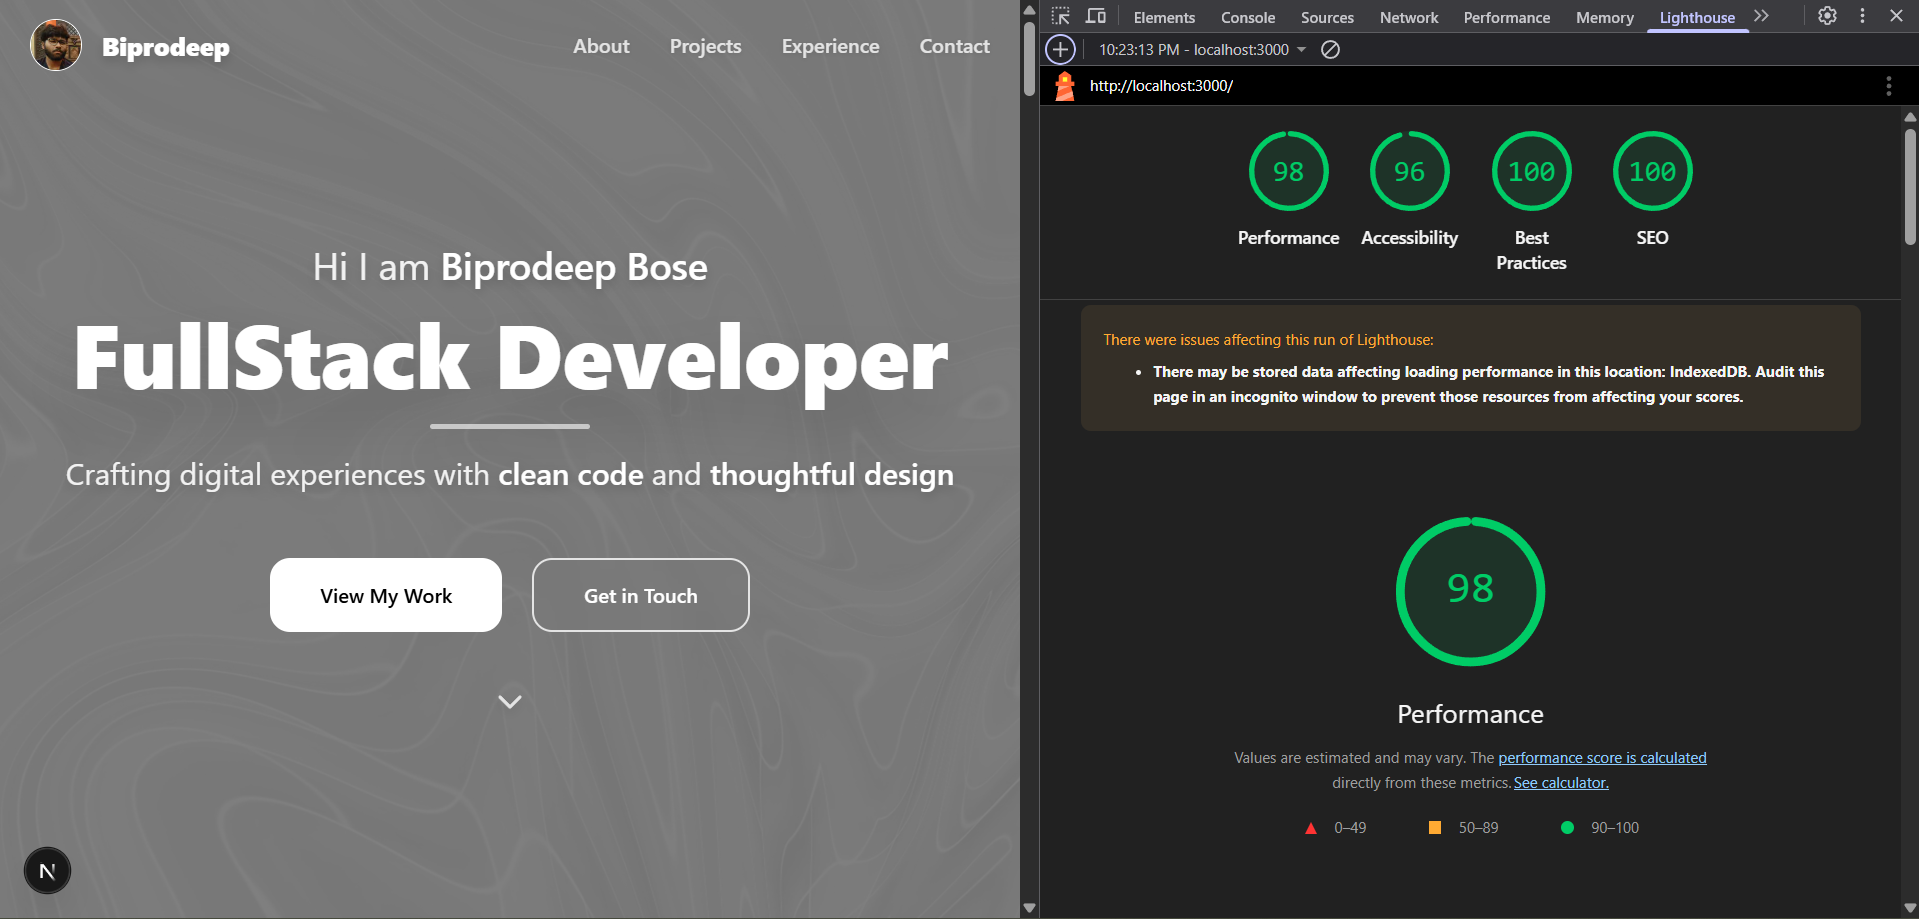 Biprodeep
About
Projects
Experience
Contact
Hi I am Biprodeep Bose
FullStack Developer
Crafting digital experiences with clean code and thoughtful design
View My Work
Get in Touch
N
Elements
Console
Sources
Network
Performance
Memory
Lighthouse
10:23:13 PM - localhost:3000
http://localhost:3000/
98
Performance
96
Accessibility
100
Best
Practices
100
SEO
There were issues affecting this run of Lighthouse:
There may be stored data affecting loading performance in this location: IndexedDB. Audit this
page in an incognito window to prevent those resources from affecting your scores.
98
Performance
Values are estimated and may vary. The performance score is calculated
directly from these metrics. See calculator.
0–49
50–89
90–100